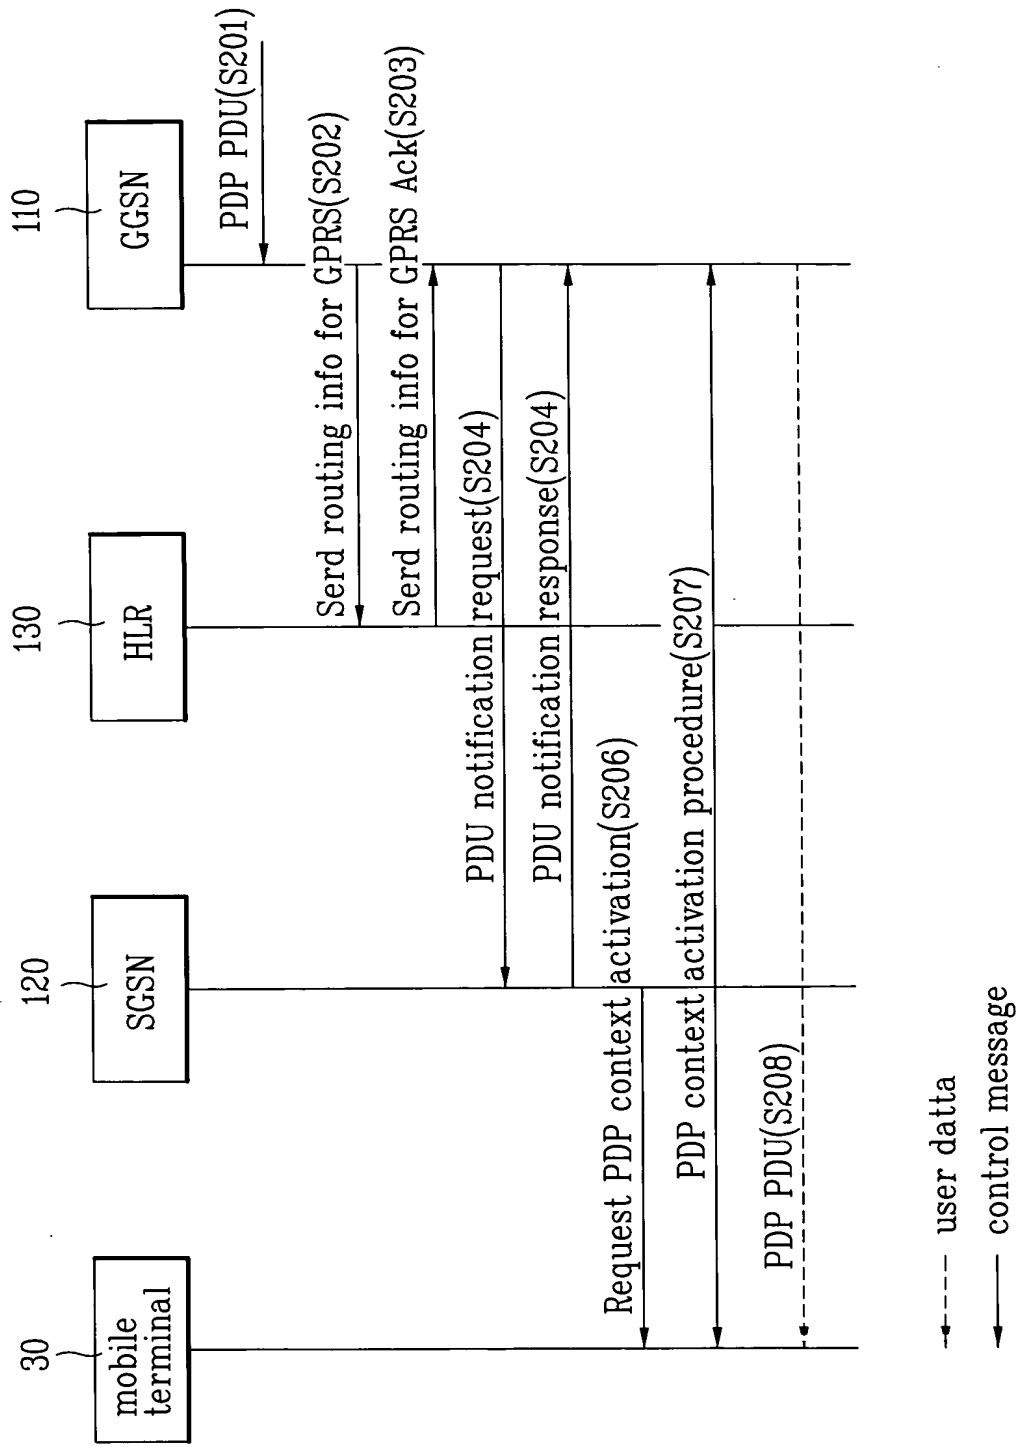 30
120
130
110
mobile
terminal
SGSN
HLR
GGSN
PDP PDU(S201)
Serd routing info for GPRS(S202)
Serd routing info for GPRS Ack(S203)
PDU notification request(S204)
PDU notification response(S204)
Request PDP context activation(S206)
PDP context activation procedure(S207)
PDP PDU(S208)
user datta
control message